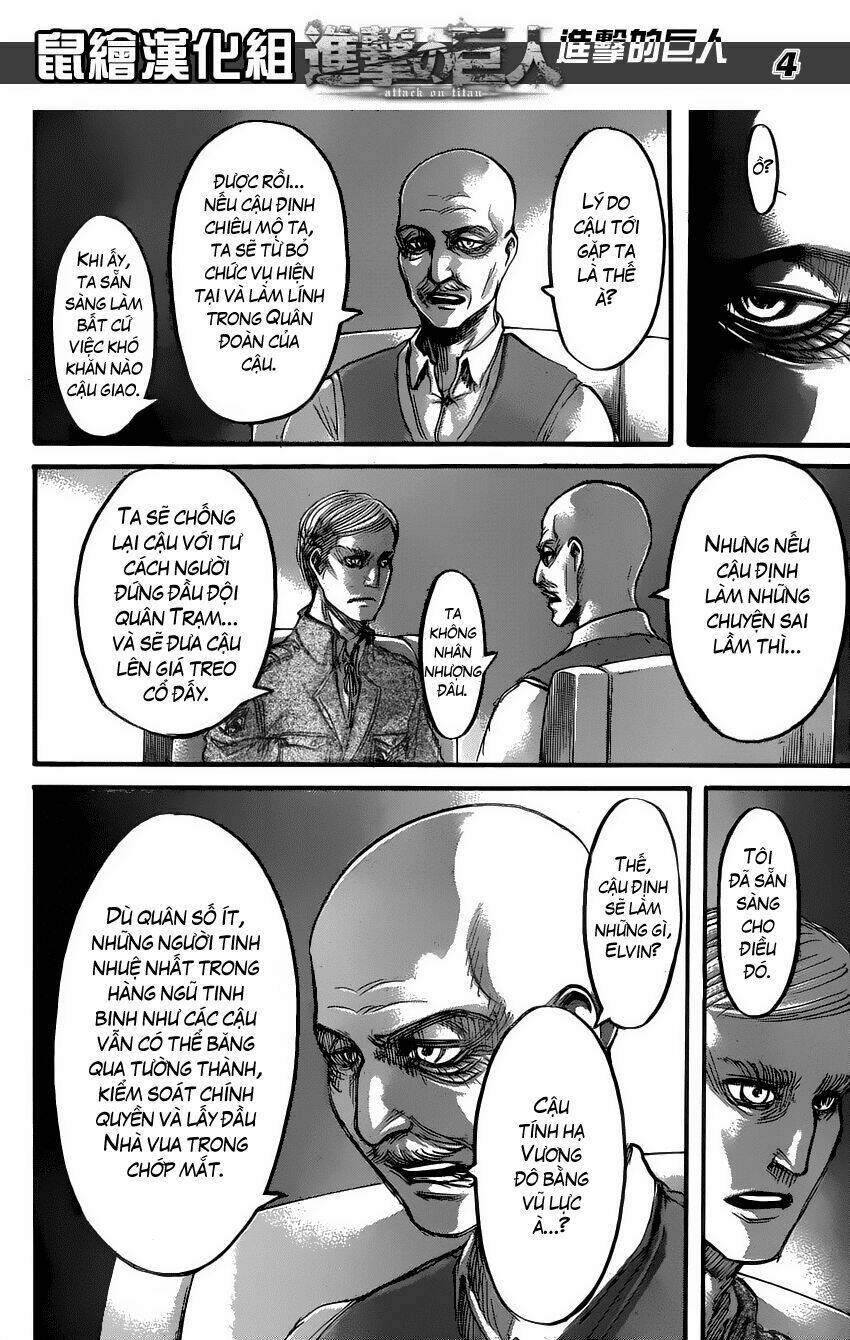 鼠繪漢化組
進撃の巨人
attack on titan
進擊的巨人
4
Ồ?
Lý do
cậu tới
gặp ta
là thế
à?
Được rồi...
nếu cậu định
chiêu mộ ta,
ta sẽ từ bỏ
chức vụ hiện
tại và làm lính
trong Quân
đoàn của
cậu.
Khi ấy,
ta sẵn
sàng làm
bất cứ
việc khó
khăn nào
cậu giao.
Nhưng nếu
cậu định
làm những
chuyện sai
lầm thì...
Ta
không
nhân
nhượng
đâu.
Ta sẽ chống
lại cậu với tư
cách người
đứng đầu đội
quân Trạm...
và sẽ đưa cậu
lên giá treo
cổ đấy.
Tôi
đã sẵn
sàng
cho
điều
đó.
Thế,
cậu định
sẽ làm
những gì,
Elvin?
Cậu
tính hạ
Vương
đô bằng
vũ lực
à...?
Dù quân số ít,
những người tinh
nhuệ nhất trong
hàng ngũ tinh
binh như các cậu
vẫn có thể băng
qua tường thành,
kiểm soát chính
quyền và lấy đầu
Nhà vua trong
chớp mắt.